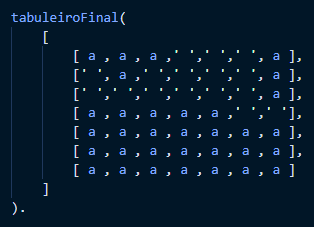 tabuleiroFinal(
[
[ a , a , a ,' ',' ',' ', a ],
[' ', a ,' ',' ',' ',' ', a ],
[' ',' ',' ',' ',' ',' ', a ],
[ a , a , a , a , a ,' ',' '],
[ a , a , a , a , a , a , a ],
[ a , a , a , a , a , a , a ],
[ a , a , a , a , a , a , a ]
]
).